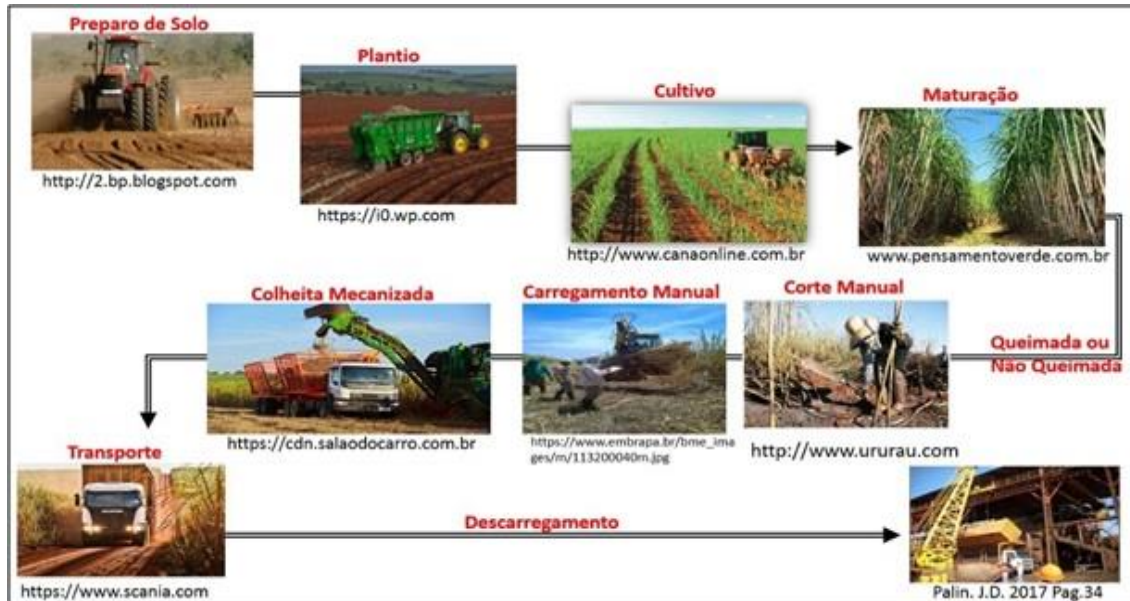 Preparo de Solo
http://2.bp.blogspot.com
Plantio
https://i0.wp.com
Cultivo
http://www.canaonline.com.br
Maturação
www.pensamentoverde.com.br
Queimada ou
Não Queimada
Corte Manual
http://www.ururau.com
Carregamento Manual
https://www.embrapa.br/bme_ima
ges/m/113200040m.jpg
Colheita Mecanizada
https://cdn.salaodocarro.com.br
Transporte
https://www.scania.com
Descarregamento
Palin. J.D. 2017 Pag.34